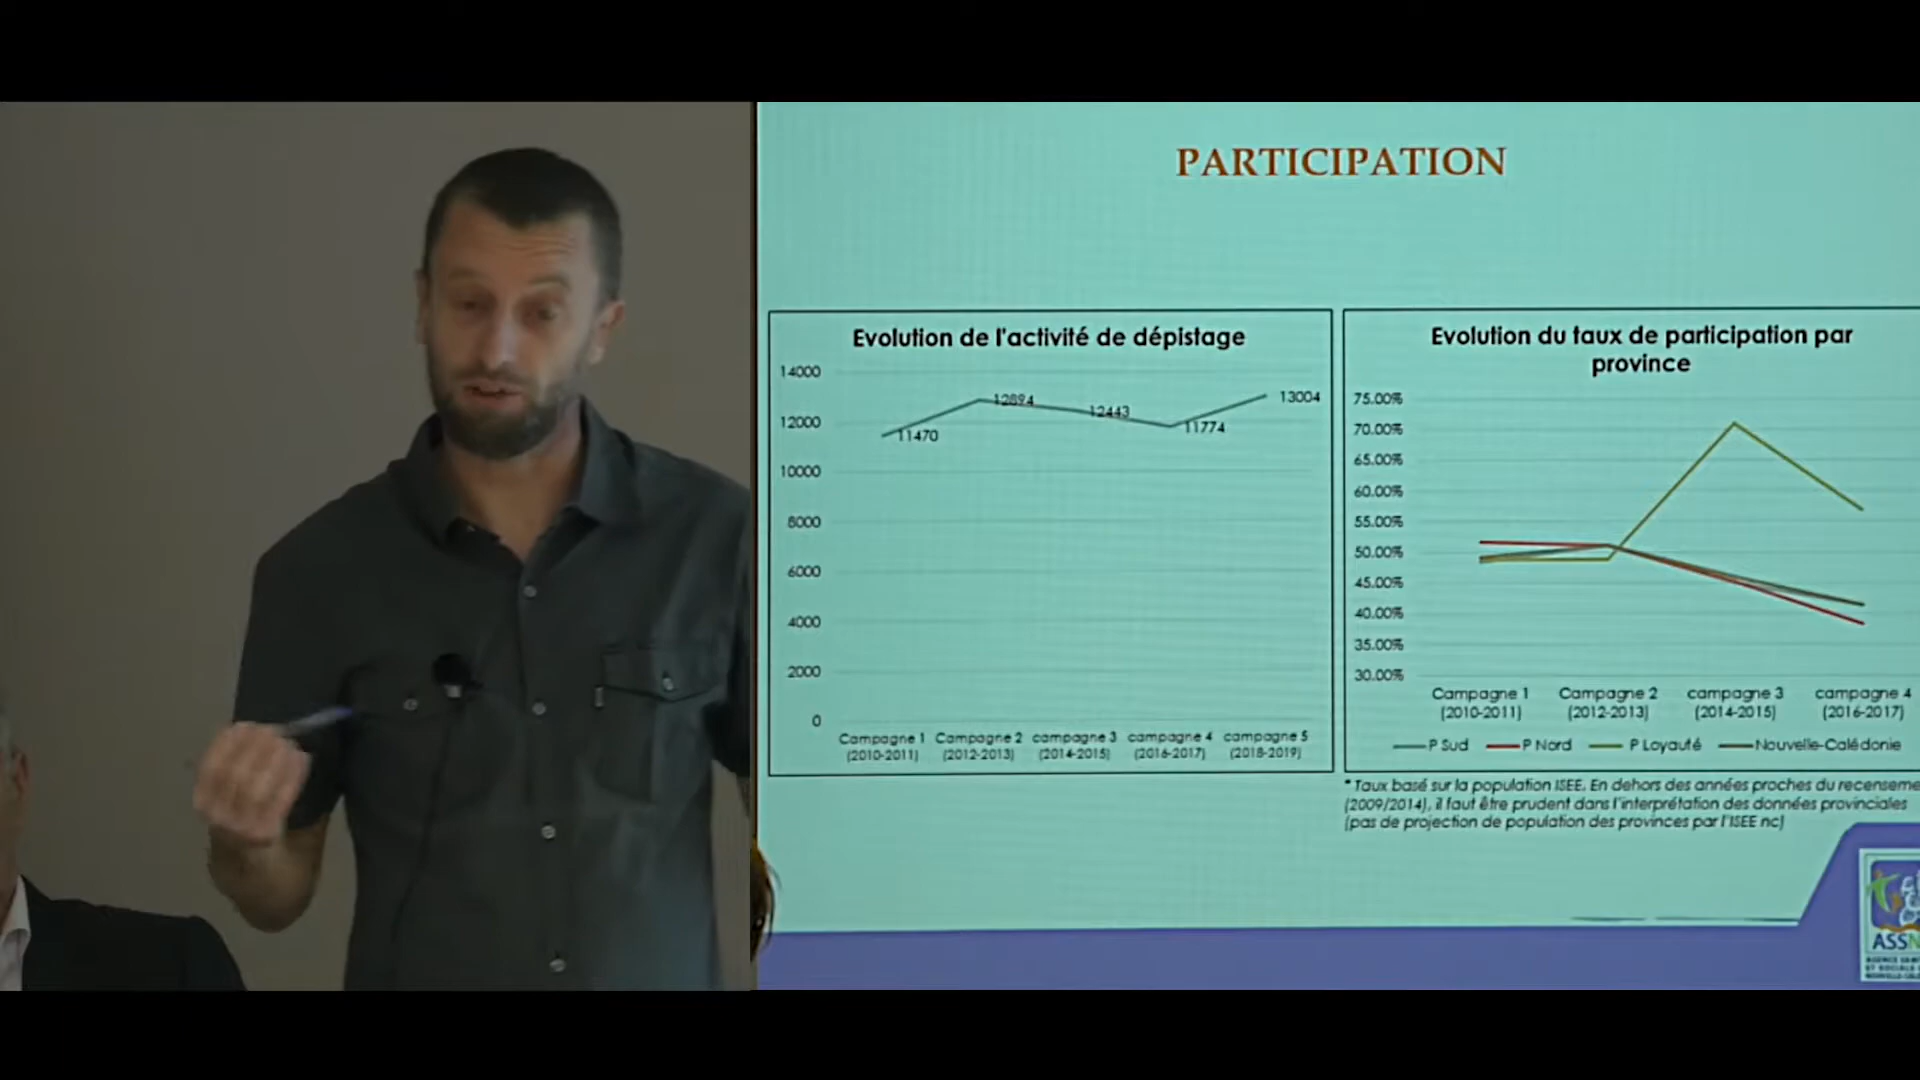 PARTICIPATION
Evolution de l'activité de dépistage
14000
12000
10000
8000
6000
4000
2000
0
11470
12894
12443
11774
13004
Campagne 1
(2010-2011)
Campagne 2
(2012-2013)
campagne 3
(2014-2015)
campagne 4
(2016-2017)
campagne 5
(2018-2019)
Evolution du taux de participation par
province
75.00%
70.00%
65.00%
60.00%
55.00%
50.00%
45.00%
40.00%
35.00%
30.00%
Campagne 1
(2010-2011)
Campagne 2
(2012-2013)
campagne 3
(2014-2015)
campagne 4
(2016-2017)
P Sud
P Nord
P Loyauté
Nouvelle-Calédonie
* Taux basé sur la population ISEE. En dehors des années proches du recenseme
(2009/2014), il faut être prudent dans l'interprétation des données provinciales
(pas de projection de population des provinces par l'ISEE nc)
ASSN
ET SOCIALE